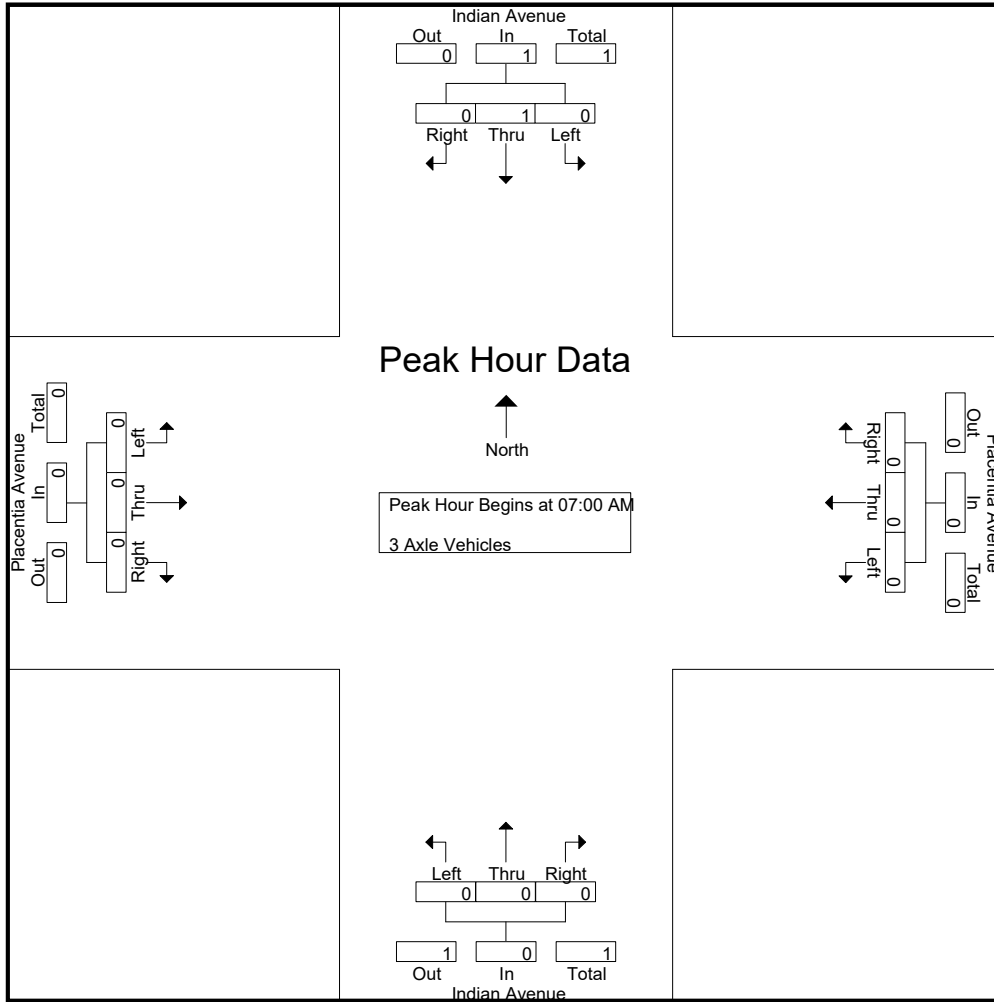 Indian Avenue
Out In Total
0 1 1
0 1 0
Right Thru Left
Peak Hour Data
North
Peak Hour Begins at 07:00 AM
3 Axle Vehicles
Placentia Avenue
Out In Total
0 0 0
0 0 0
Right Thru Left
Placentia Avenue
Out In Total
0 0 0
0 0 0
Right Thru Left
Left Thru Right
0 0 0
1 0 1
Out In Total
Indian Avenue